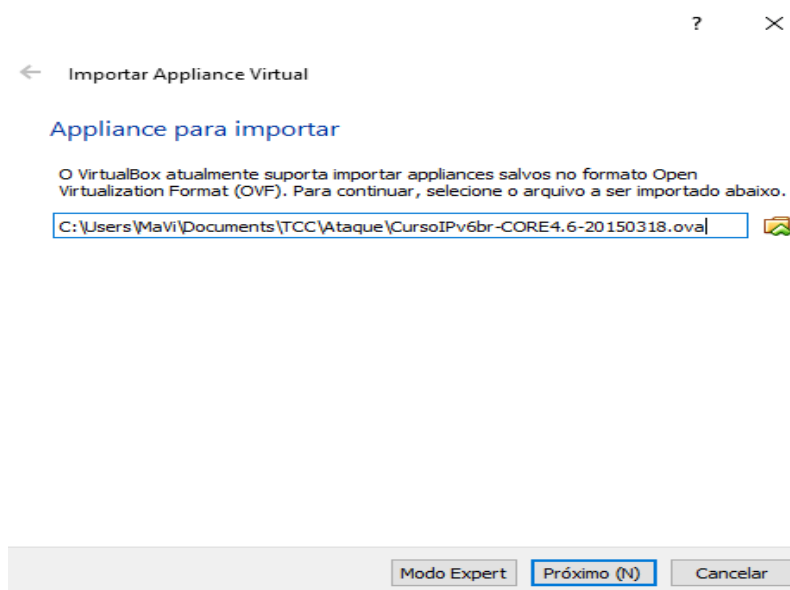 ?
Importar Appliance Virtual
Appliance para importar
O VirtualBox atualmente suporta importar appliances salvos no formato Open
Virtualization Format (OVF). Para continuar, selecione o arquivo a ser importado abaixo.
C:\Users\MaVi\Documents\TCC\Ataque\CursoIPv6br-CORE4.6-20150318.ova
Modo Expert Próximo (N) Cancelar